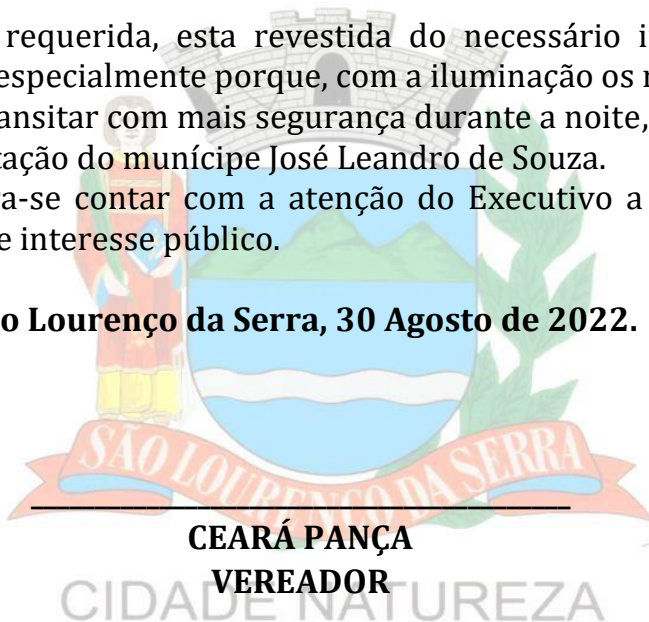 requerida, esta revestida do necessário i
especialmente porque, com a iluminação os
ansitar com mais segurança durante a noite,
tação do munícipe José Leandro de Souza.
ra-se contar com a atenção do Executivo a
e interesse público.
o Lourenço da Serra, 30 Agosto de 2022.
SÃO LOURENÇO DA SERRA
CEARÁ PANÇA
VEREADOR
CIDADE NATUREZA